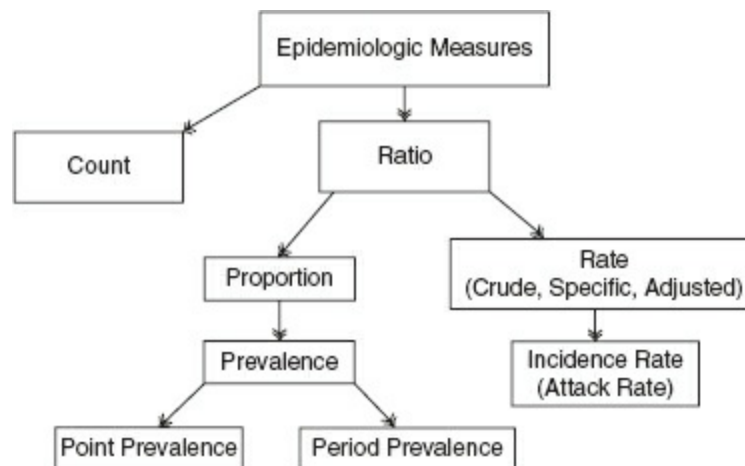 Epidemiologic Measures
Count
Ratio
Proportion
Rate
(Crude, Specific, Adjusted)
Prevalence
Incidence Rate
(Attack Rate)
Point Prevalence
Period Prevalence